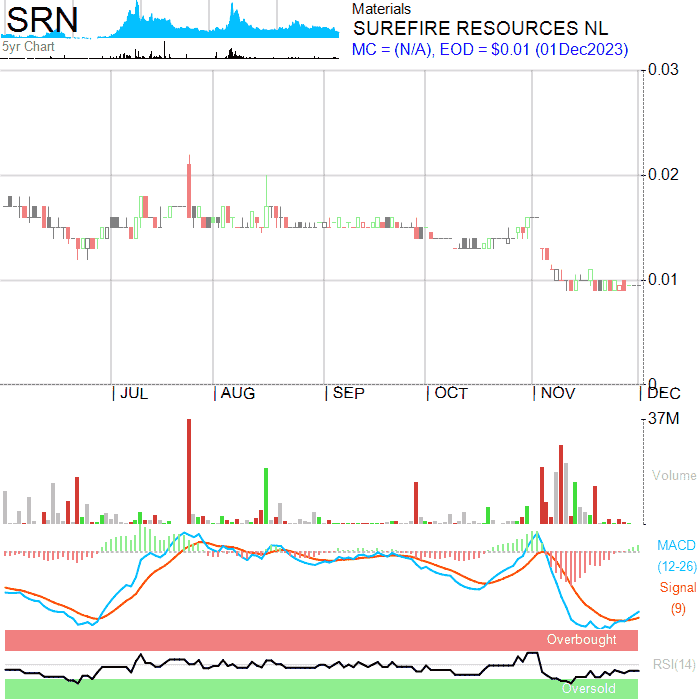 SRN
5yr Chart
Materials
SUREFIRE RESOURCES NL
MC = (N/A), EOD = $0.01 (01Dec2023)
0.03
0.02
0.01
0
JUL AUG SEP OCT NOV DEC
37M
Volume
MACD
(12-26)
Signal
(9)
Overbought
RSI(14)
Oversold